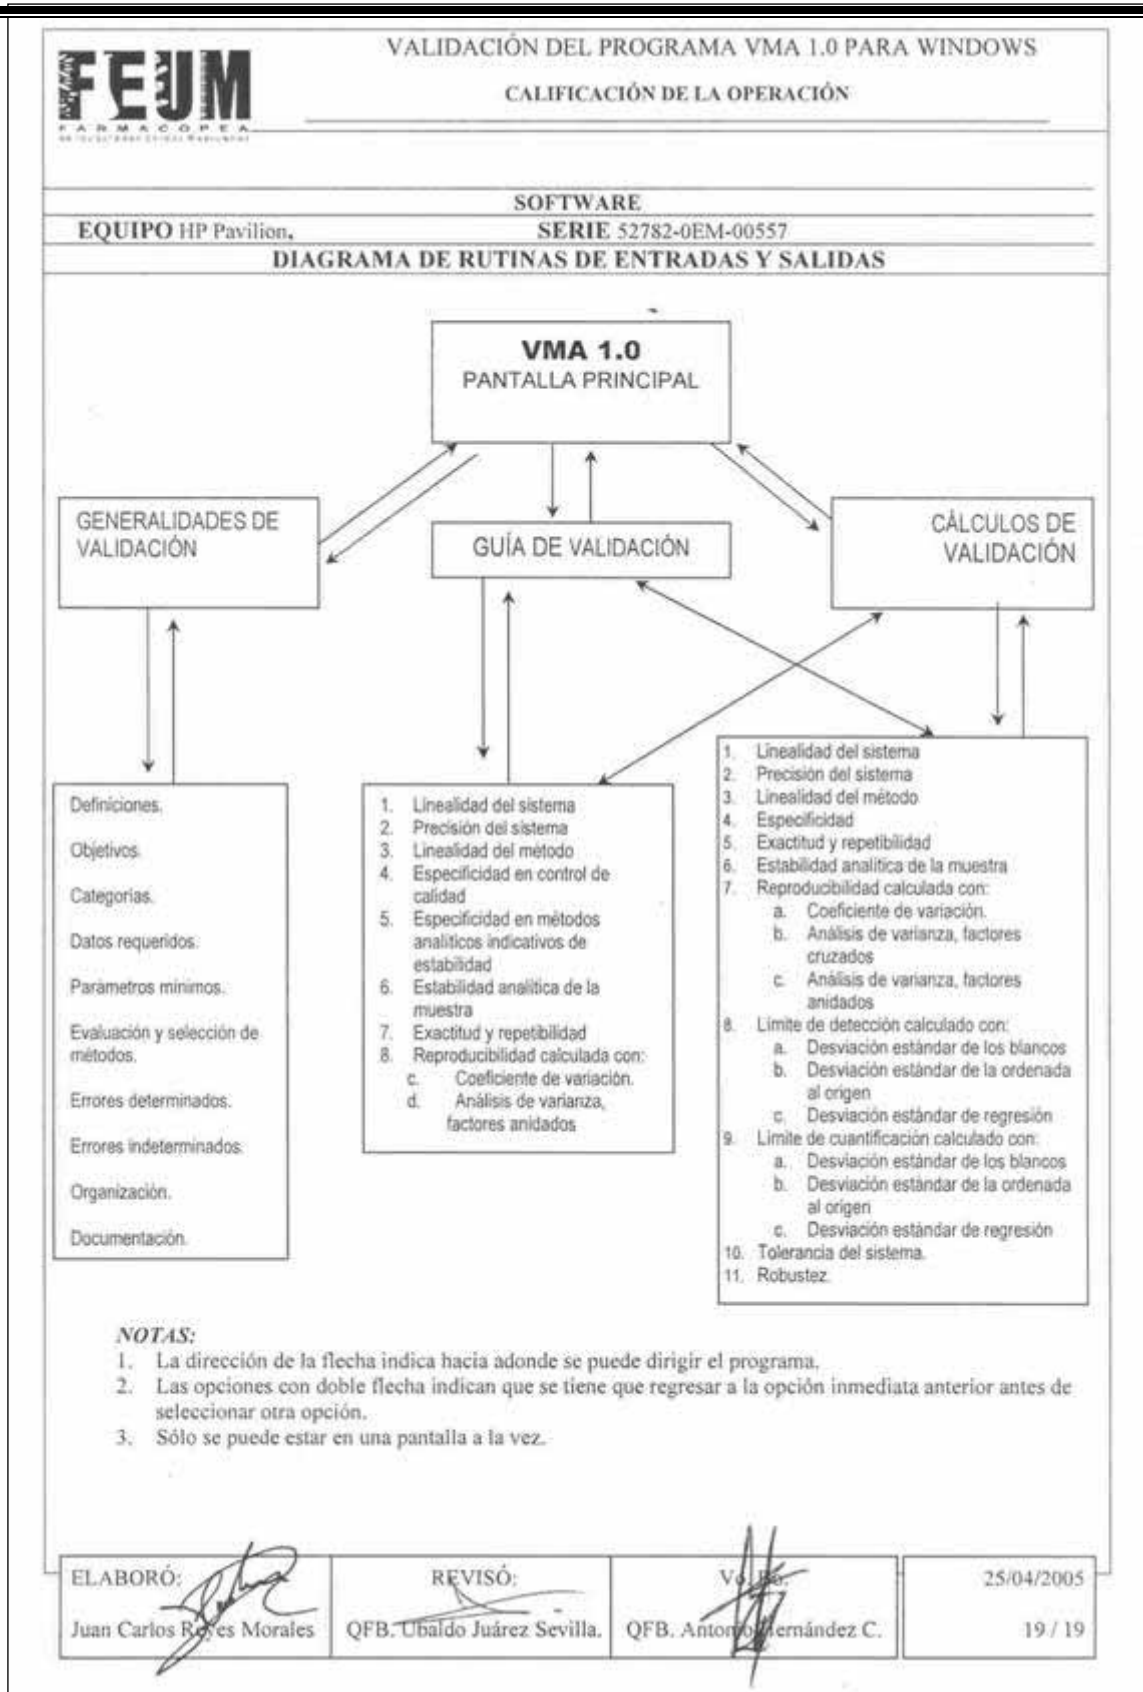 VALIDACIÓN DEL PROGRAMA VMA 1.0 PARA WINDOWS
FEUM
FARMACOPEA
CALIFICACIÓN DE LA OPERACIÓN
SOFTWARE
EQUIPO HP Pavilion. SERIE 52782-0EM-00557
DIAGRAMA DE RUTINAS DE ENTRADAS Y SALIDAS
VMA 1.0
PANTALLA PRINCIPAL
GENERALIDADES DE
VALIDACIÓN
GUÍA DE VALIDACIÓN
CÁLCULOS DE
VALIDACIÓN
Definiciones.
Objetivos.
Categorías.
Datos requeridos.
Parámetros mínimos.
Evaluación y selección de
métodos.
Errores determinados.
Errores indeterminados.
Organización.
Documentación.
1. Linealidad del sistema
2. Precisión del sistema
3. Linealidad del método
4. Especificidad en control de
calidad
5. Especificidad en métodos
analíticos indicativos de
estabilidad
6. Estabilidad analítica de la
muestra
7. Exactitud y repetibilidad
8. Reproducibilidad calculada con:
c. Coeficiente de variación.
d. Análisis de varianza,
factores anidados
1. Linealidad del sistema
2. Precisión del sistema
3. Linealidad del método
4. Especificidad
5. Exactitud y repetibilidad
6. Estabilidad analítica de la muestra
7. Reproducibilidad calculada con:
a. Coeficiente de variación.
b. Análisis de varianza, factores
cruzados
c. Análisis de varianza, factores
anidados
8. Limite de detección calculado con:
a. Desviación estándar de los blancos
b. Desviación estándar de la ordenada
al origen
c. Desviación estándar de regresión
9. Limite de cuantificación calculado con:
a. Desviación estándar de los blancos
b. Desviación estándar de la ordenada
al origen
c. Desviación estándar de regresión
10. Tolerancia del sistema.
11. Robustez.
NOTAS:
1. La dirección de la flecha indica hacia adonde se puede dirigir el programa.
2. Las opciones con doble flecha indican que se tiene que regresar a la opción inmediata anterior antes de
seleccionar otra opción.
3. Sólo se puede estar en una pantalla a la vez.
ELABORÓ:
Juan Carlos Reyes Morales
REVISÓ:
QFB. Ubaldo Juárez Sevilla.
Vo. Bo.
QFB. Antonio Hernández C.
25/04/2005
19 / 19